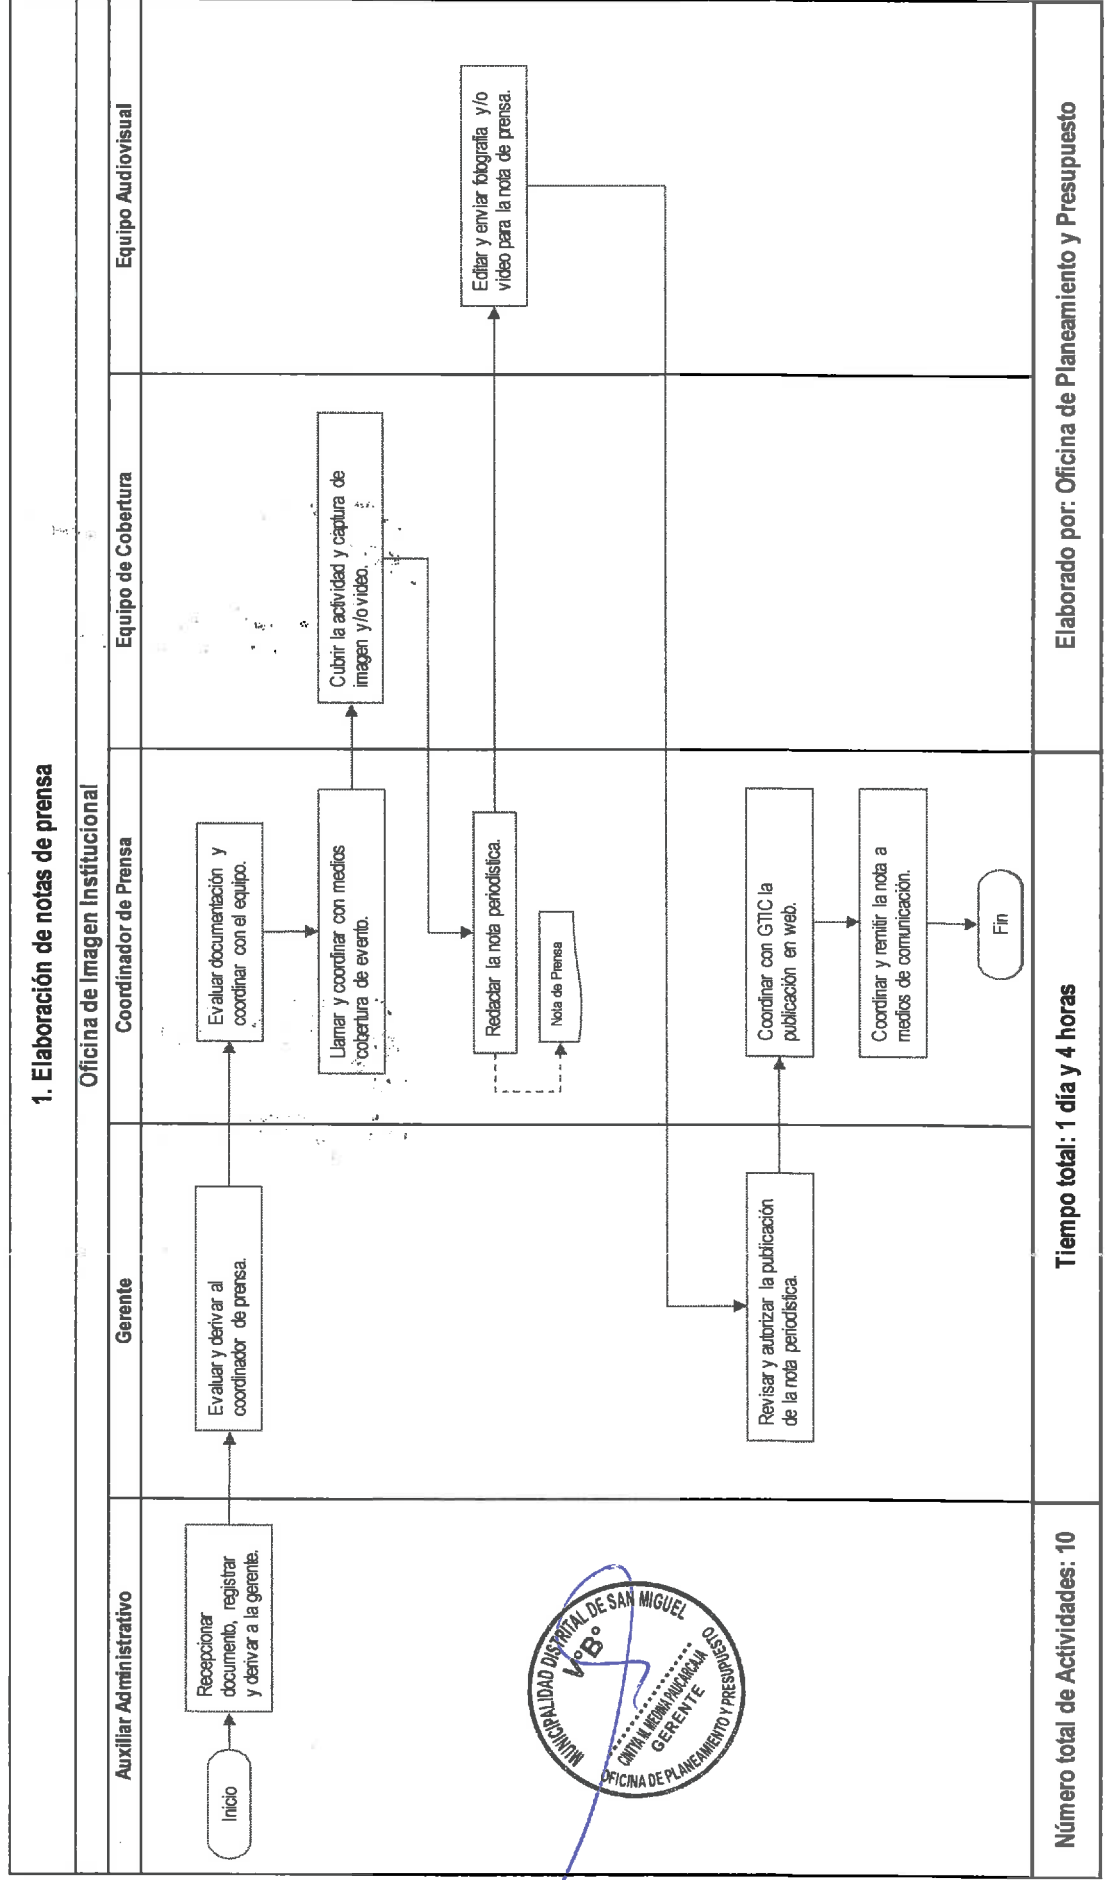 1. Elaboración de notas de prensa
Oficina de Imagen Institucional
Auxiliar Administrativo
Gerente
Coordinador de Prensa
Equipo de Cobertura
Equipo Audiovisual
Inicio
Recepcionar
documento, registrar
y derivar a la gerente.
Evaluar y derivar al
coordinador de prensa.
Evaluar documentación y
coordinar con el equipo.
Llamar y coordinar con medios
cobertura de evento.
Cubrir la actividad y captura de
imagen y/o video.
Redactar la nota periodística.
Nota de Prensa
Editar y enviar fotografía y/o
video para la nota de prensa.
Revisar y autorizar la publicación
de la nota periodística.
Coordinar con GTIC la
publicación en web.
Coordinar y remitir la nota a
medios de comunicación.
Fin
MUNICIPALIDAD DISTRITAL DE SAN MIGUEL
V°B°
CINTYA M. MEDINA PAUCARCAJA
GERENTE
OFICINA DE PLANEAMIENTO Y PRESUPUESTO
Número total de Actividades: 10
Tiempo total: 1 día y 4 horas
Elaborado por: Oficina de Planeamiento y Presupuesto